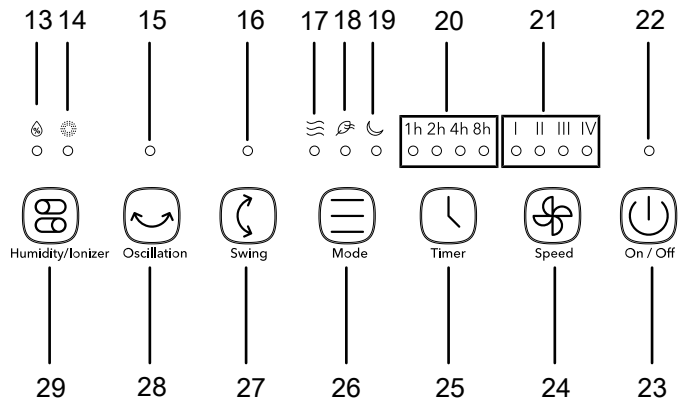 13 14 15 16 17 18 19 20 21 22
%
1h 2h 4h 8h I II III IV
Humidity/Ionizer Oscillation Swing Mode Timer Speed On / Off
29 28 27 26 25 24 23